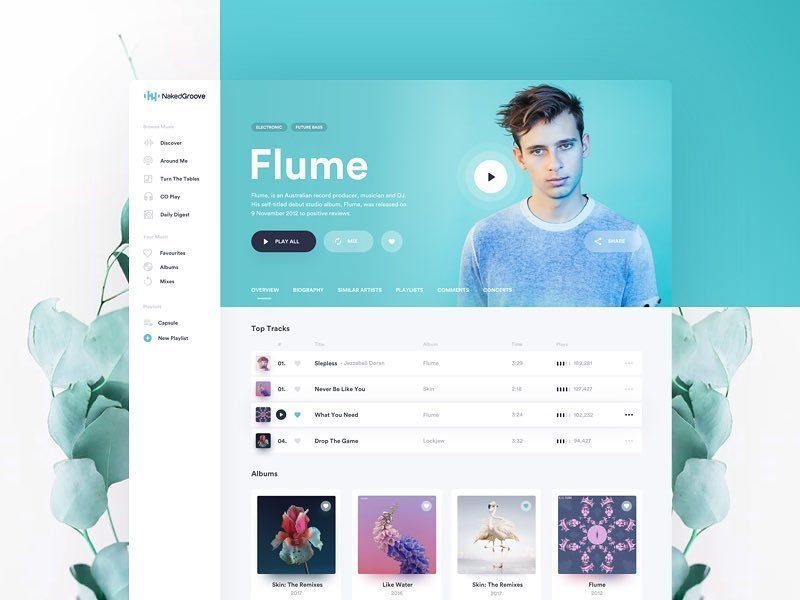 NakedGroove
Browse Music
Discover
Around Me
Turn The Tables
CO Play
Daily Digest
Your Music
Favourites
Albums
Mixes
Playlists
Capsule
New Playlist
ELECTRONIC
FUTURE BASS
Flume
Flume, is an Australian record producer, musician and DJ.
His self-titled debut studio album, Flume, was released on
9 November 2012 to positive reviews
PLAY ALL
MIX
SHARE
OVERVIEW BIOGRAPHY SIMILAR ARTISTS PLAYLISTS COMMENTS CONCERTS
Top Tracks
# Title Album Time Plays
01. Slepless - Jezzabell Doran Flume 3:29 189,281
01. Never Be Like You Skin 2:18 107,427
What You Need Flume 3:24 102,232
04. Drop The Game Lockjaw 3:32 94,427
Albums
Skin: The Remixes
2017
Like Water
2016
Skin: The Remixes
2017
Flume
2012